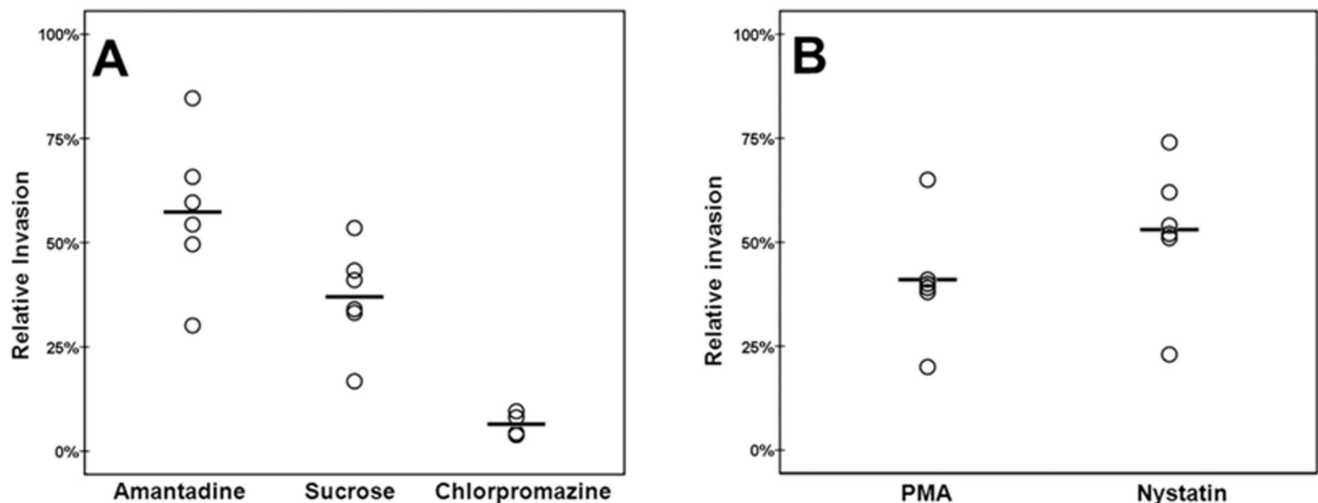 A
Relative Invasion
100%
75%
50%
25%
0%
Amantadine Sucrose Chlorpromazine
B
Relative invasion
100%
75%
50%
25%
0%
PMA Nystatin